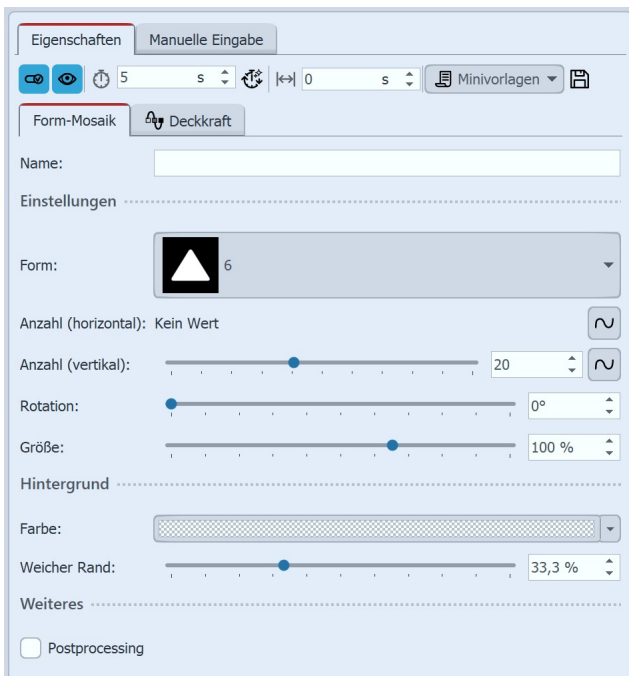 Eigenschaften Manuelle Eingabe
5 s 0 s Minivorlagen
Form-Mosaik Deckkraft
Name:
Einstellungen
Form: 6
Anzahl (horizontal): Kein Wert
Anzahl (vertikal): 20
Rotation: 0°
Größe: 100 %
Hintergrund
Farbe:
Weicher Rand: 33,3 %
Weiteres
Postprocessing